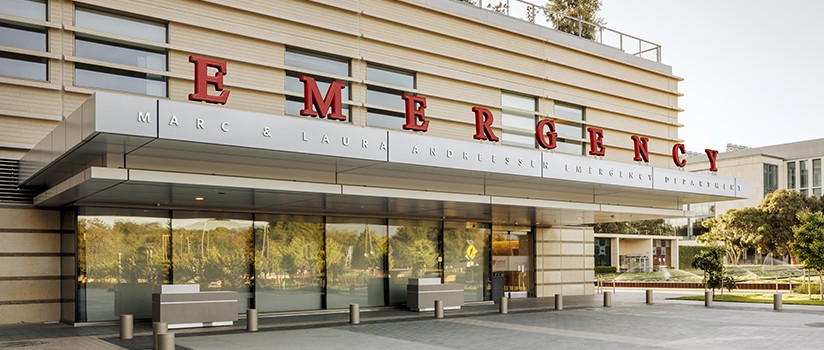 EMERGENCY
MARC & LAURA ANDREESSEN EMERGENCY DEPARTMENT